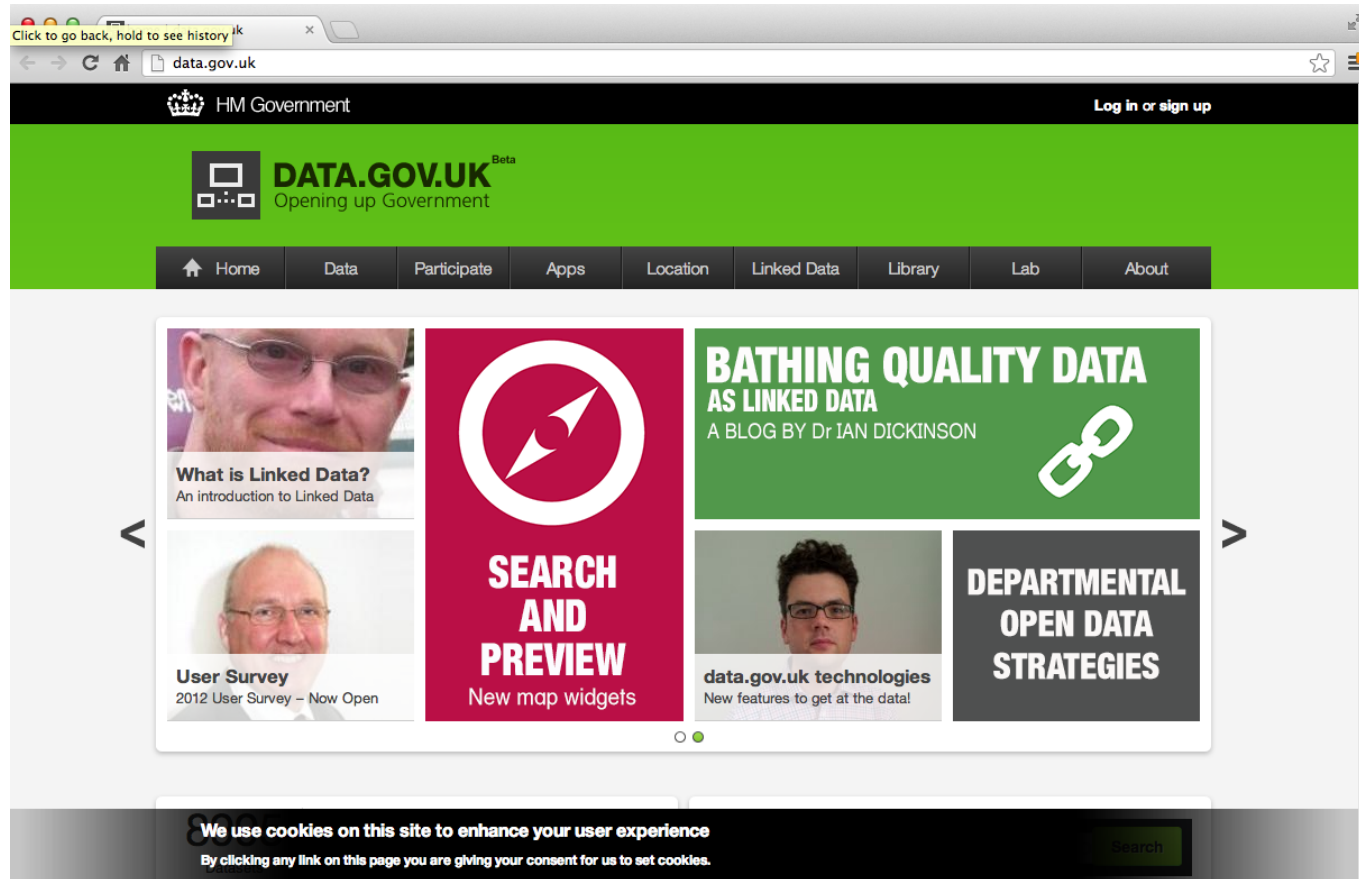 Click to go back, hold to see history
data.gov.uk
HM Government
Log in or sign up
DATA.GOV.UK Beta
Opening up Government
Home Data Participate Apps Location Linked Data Library Lab About
What is Linked Data?
An introduction to Linked Data
User Survey
2012 User Survey – Now Open
SEARCH
AND
PREVIEW
New map widgets
BATHING QUALITY DATA
AS LINKED DATA
A BLOG BY Dr IAN DICKINSON
data.gov.uk technologies
New features to get at the data!
DEPARTMENTAL
OPEN DATA
STRATEGIES
<
>
We use cookies on this site to enhance your user experience
By clicking any link on this page you are giving your consent for us to set cookies.
Search